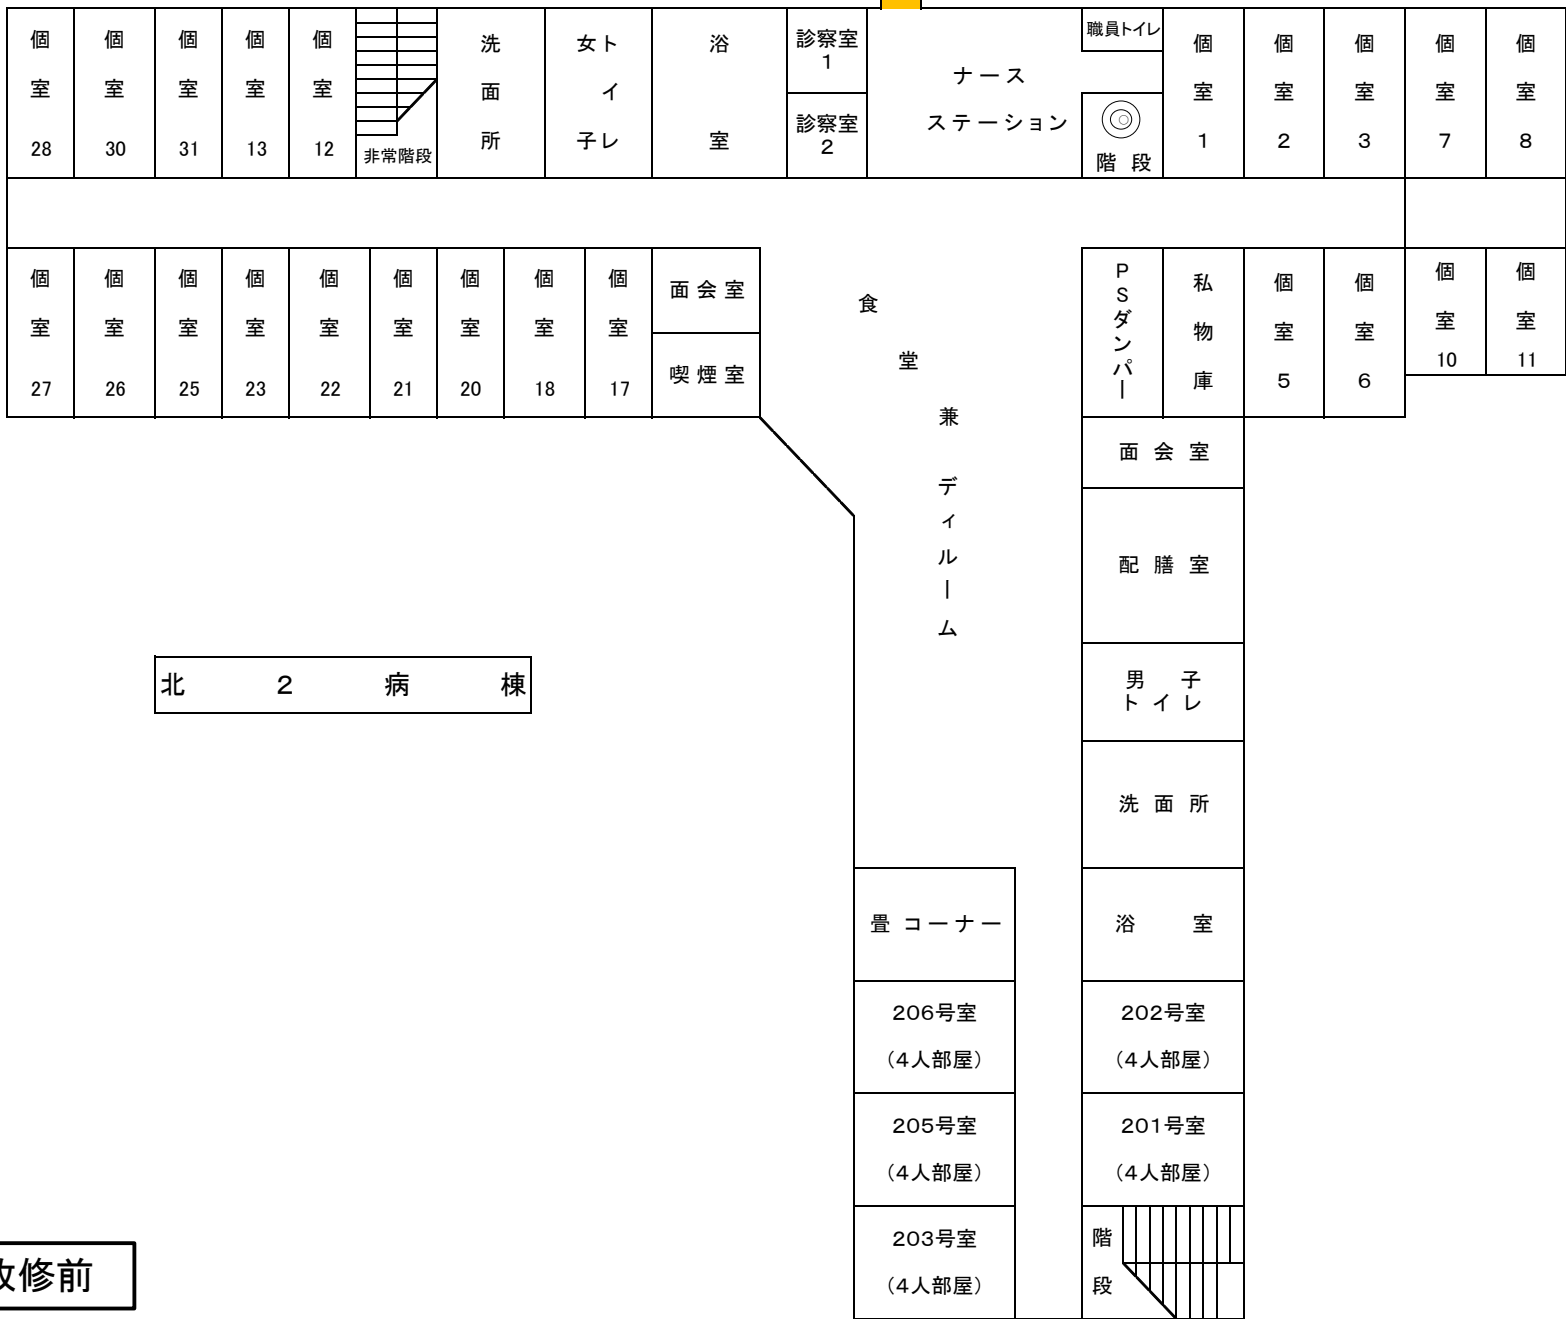 個室28
個室30
個室31
個室13
個室12
非常階段
洗面所
女子トイレ
浴室
診察室1
診察室2
ナース
ステーション
職員トイレ
階段
個室1
個室2
個室3
個室7
個室8
個室27
個室26
個室25
個室23
個室22
個室21
個室20
個室18
個室17
面会室
喫煙室
食堂兼ディルーム
PSダンパー
私物庫
個室5
個室6
個室10
個室11
面会室
配膳室
男子
トイレ
洗面所
北2病棟
畳コーナー
浴室
206号室
(4人部屋)
202号室
(4人部屋)
205号室
(4人部屋)
201号室
(4人部屋)
203号室
(4人部屋)
階段
改修前